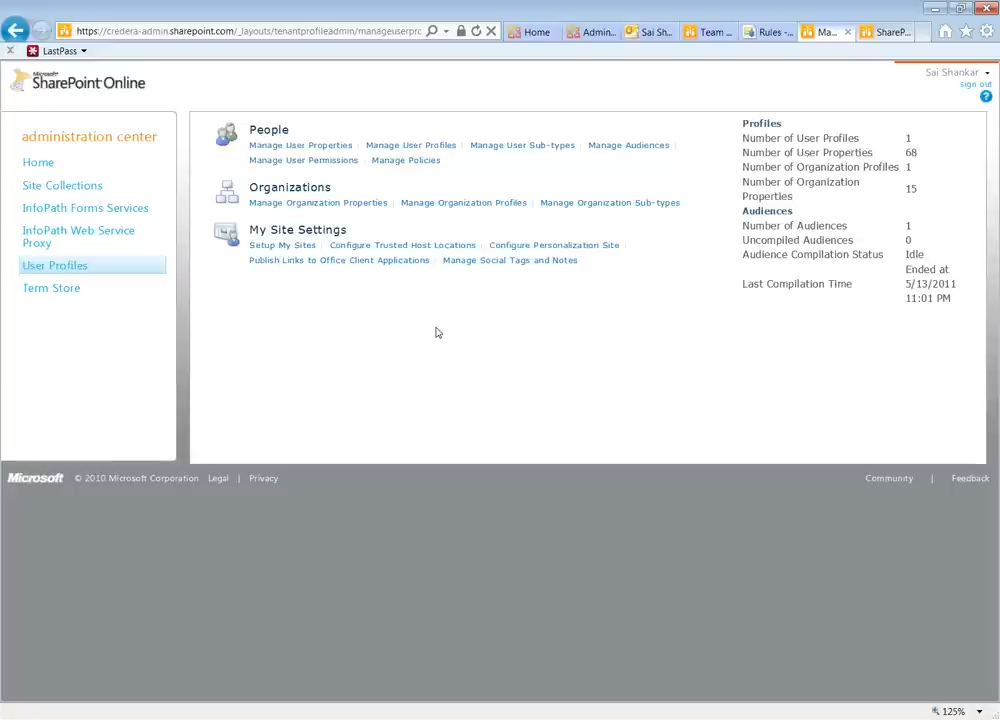 https://credera-admin.sharepoint.com/_layouts/tenantprofileadmin/manageuserprc
Home
Admin...
Sai Sh...
Team ...
Rules -...
Ma...
ShareP...
LastPass
Microsoft
SharePoint Online
Sai Shankar
sign out
administration center
Home
Site Collections
InfoPath Forms Services
InfoPath Web Service
Proxy
User Profiles
Term Store
People
Manage User Properties | Manage User Profiles | Manage User Sub-types | Manage Audiences |
Manage User Permissions | Manage Policies
Organizations
Manage Organization Properties | Manage Organization Profiles | Manage Organization Sub-types
My Site Settings
Setup My Sites | Configure Trusted Host Locations | Configure Personalization Site |
Publish Links to Office Client Applications | Manage Social Tags and Notes
Profiles
Number of User Profiles 1
Number of User Properties 68
Number of Organization Profiles 1
Number of Organization
Properties 15
Audiences
Number of Audiences 1
Uncompiled Audiences 0
Audience Compilation Status Idle
Last Compilation Time Ended at
5/13/2011
11:01 PM
Microsoft © 2010 Microsoft Corporation Legal | Privacy
Community | Feedback
125%